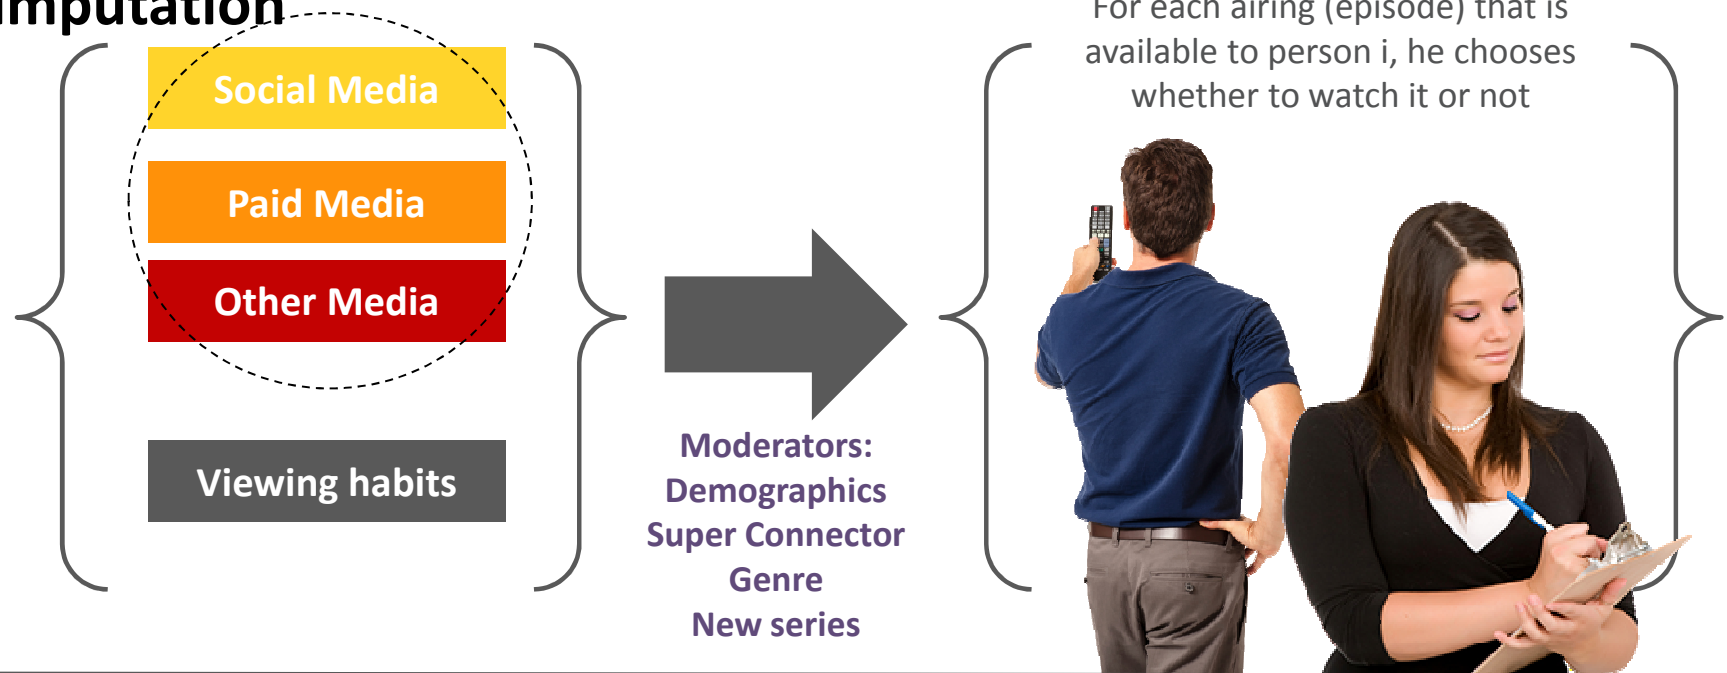 imputation
Social Media
Paid Media
Other Media
Viewing habits
Moderators:
Demographics
Super Connector
Genre
New series
For each airing (episode) that is
available to person i, he chooses
whether to watch it or not